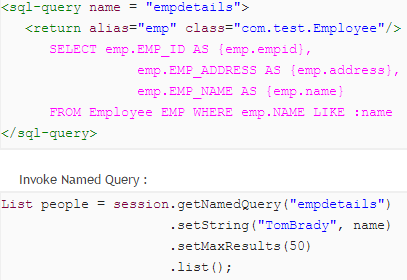 <sql-query name = "empdetails">
<return alias="emp" class="com.test.Employee"/>
SELECT emp.EMP_ID AS {emp.empid},
emp.EMP_ADDRESS AS {emp.address},
emp.EMP_NAME AS {emp.name}
FROM Employee EMP WHERE emp.NAME LIKE :name
</sql-query>
Invoke Named Query :
List people = session.getNamedQuery("empdetails")
.setString("TomBrady", name)
.setMaxResults(50)
.list();